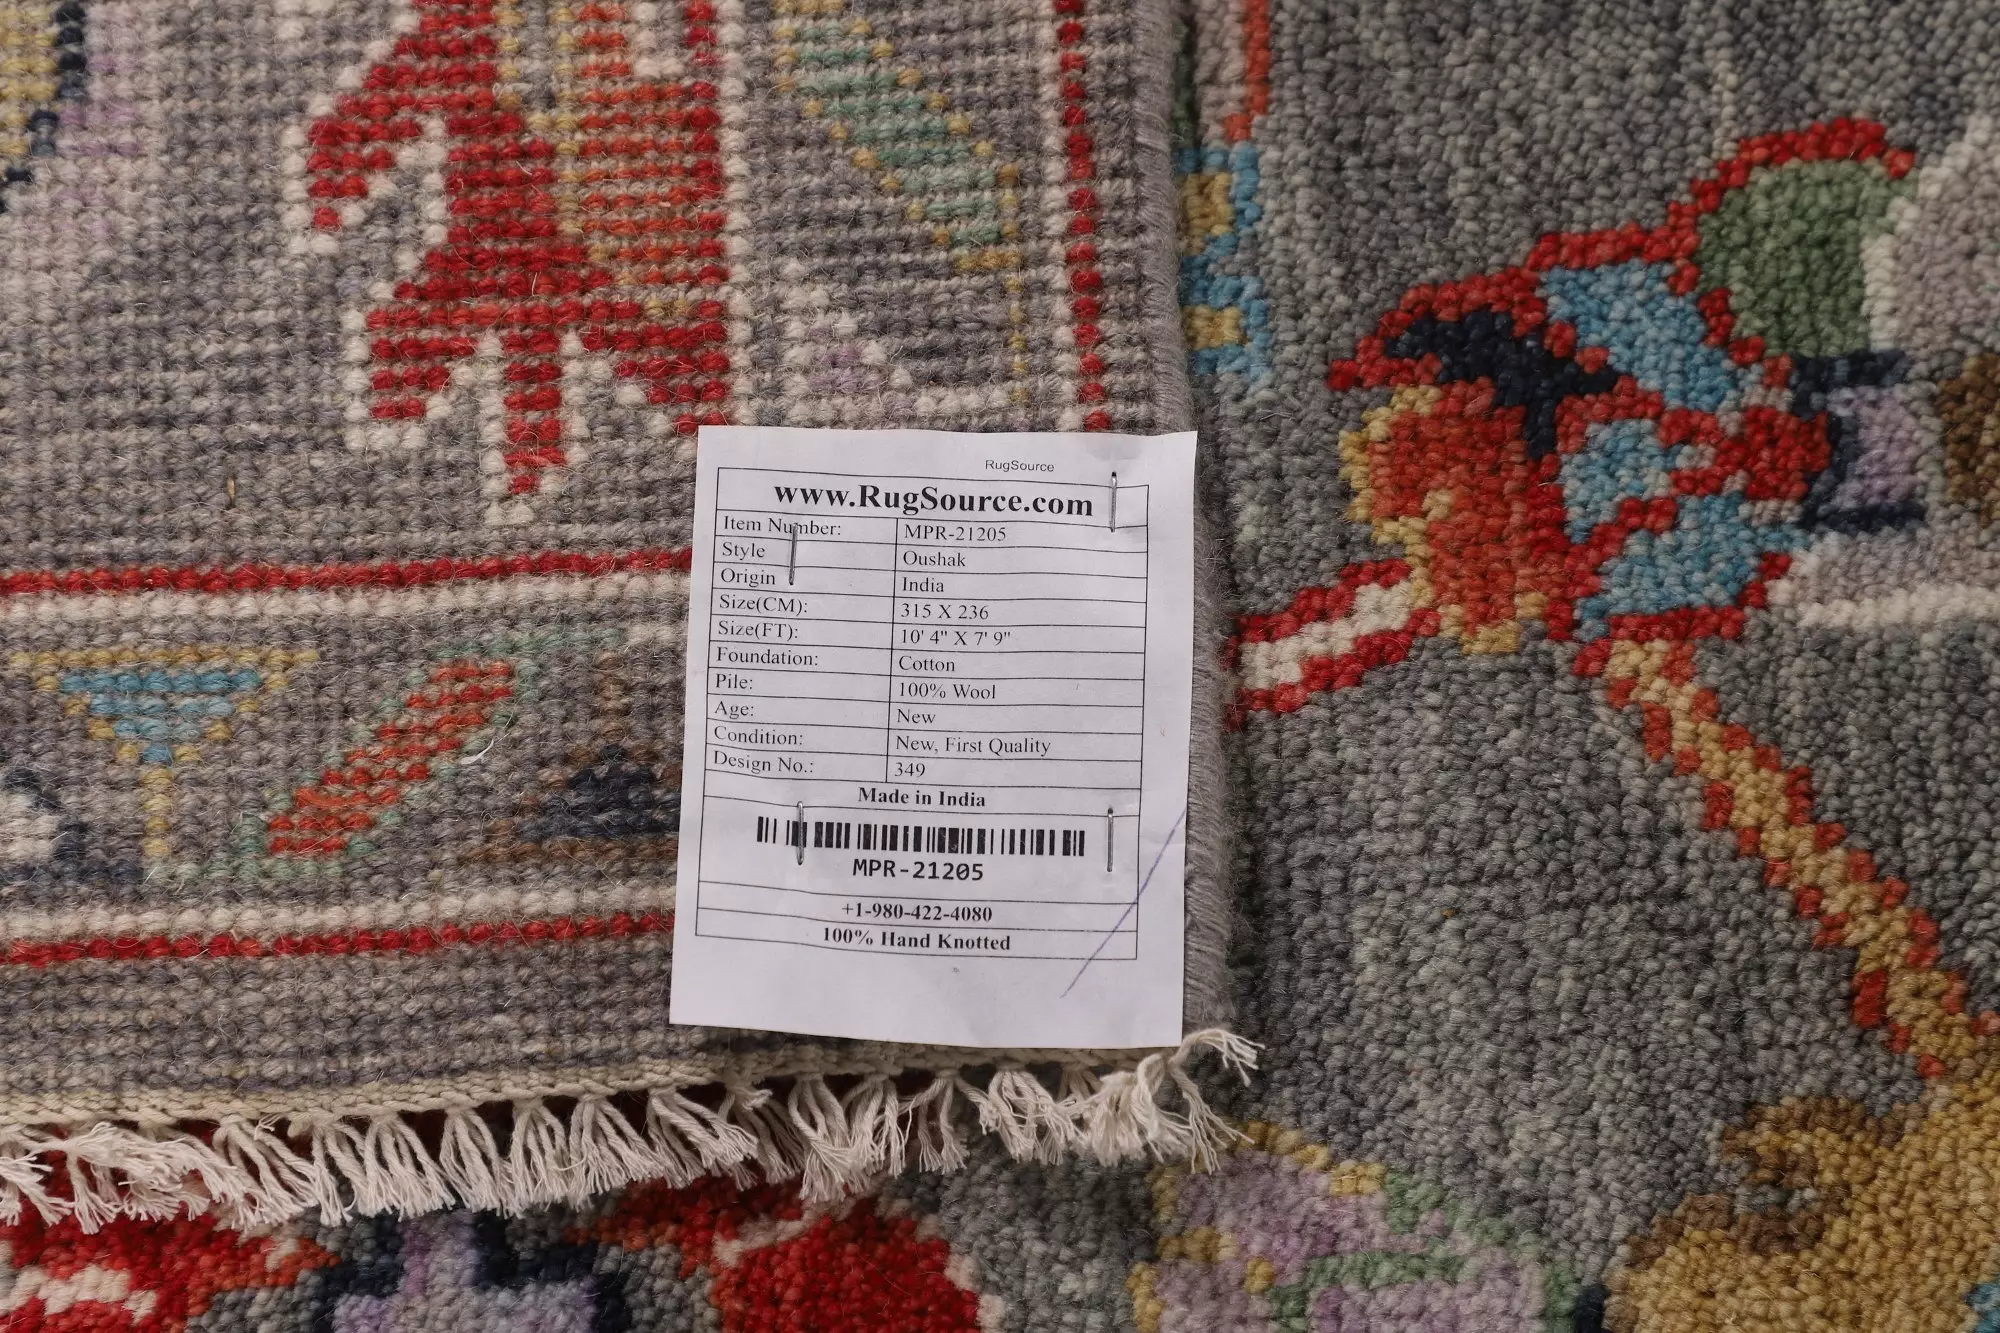 RugSource
www.RugSource.com
Item Number: MPR-21205
Style Oushak
Origin India
Size(CM): 315 X 236
Size(FT): 10' 4" X 7' 9"
Foundation: Cotton
Pile: 100% Wool
Age: New
Condition: New, First Quality
Design No.: 349
Made in India
MPR-21205
+1-980-422-4080
100% Hand Knotted